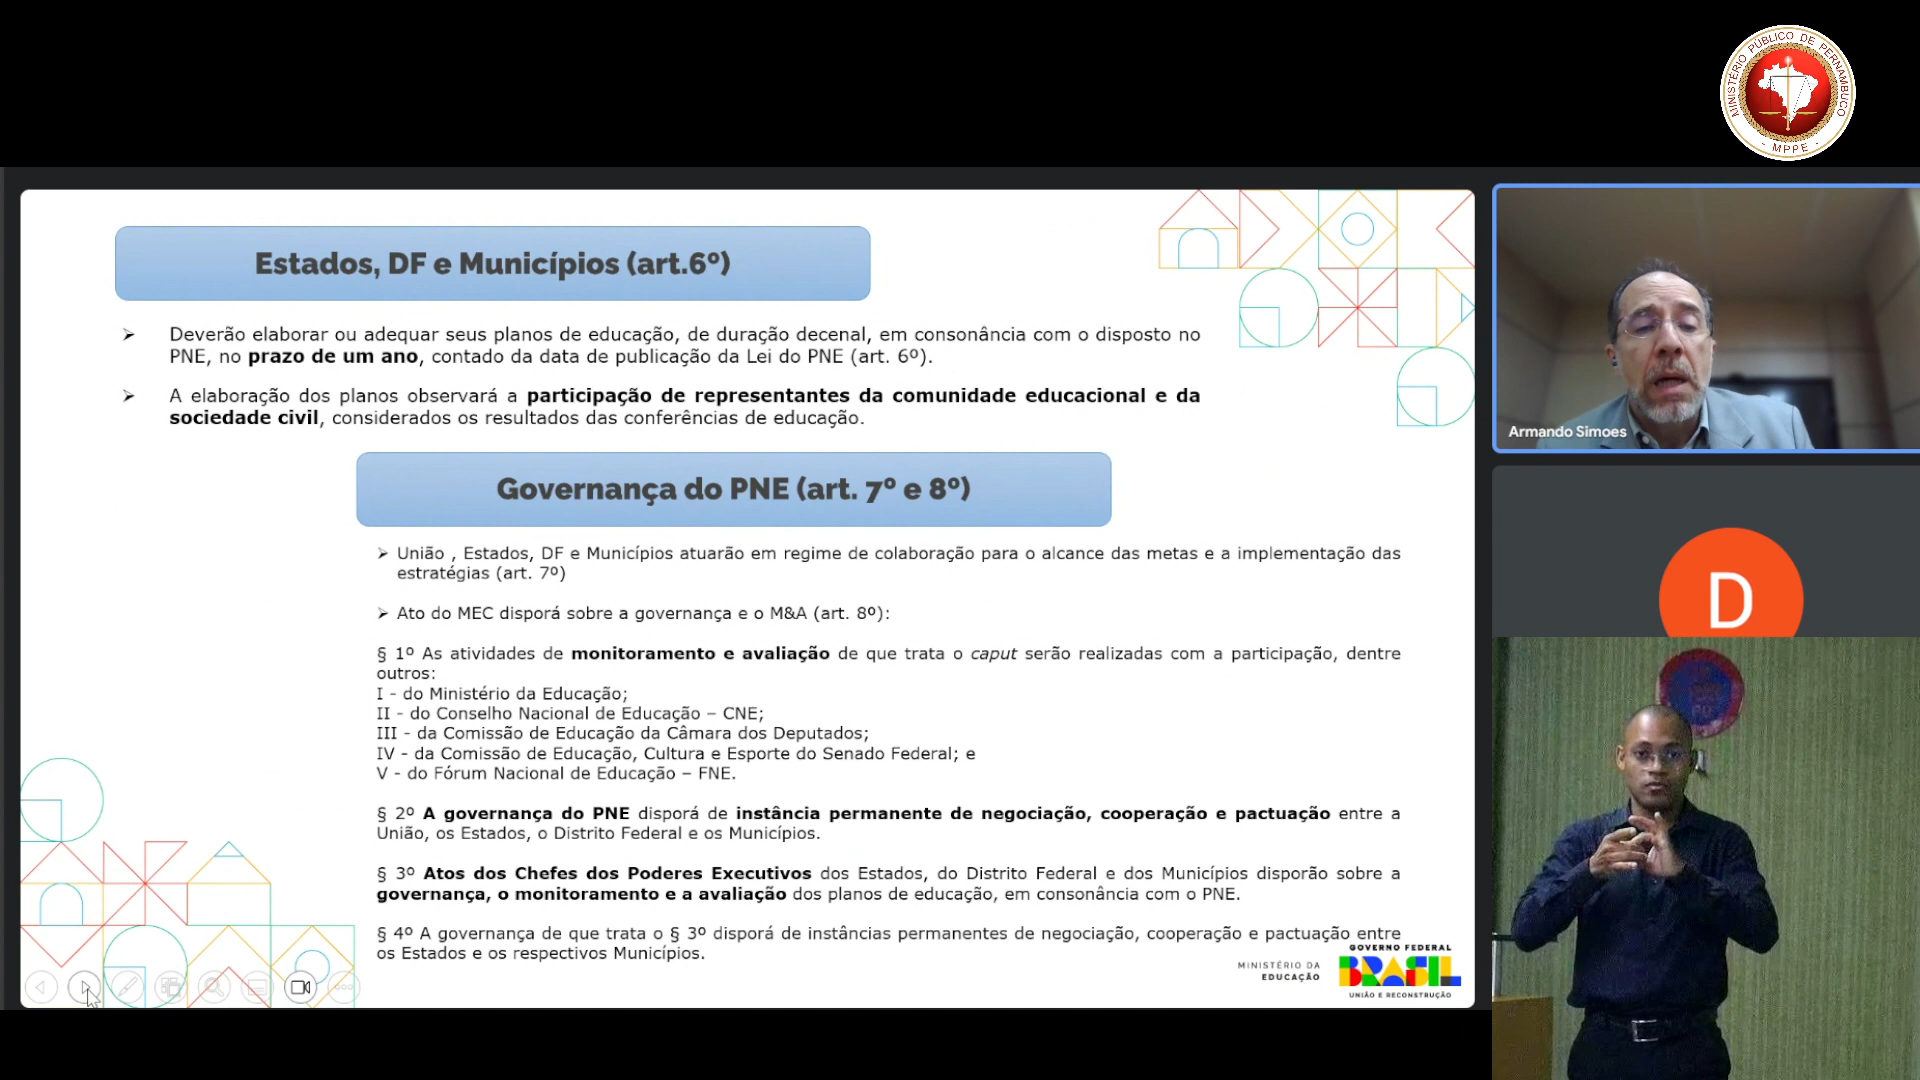 MINISTÉRIO PÚBLICO DE PERNAMBUCO
- MPPE -
Estados, DF e Municípios (art.6º)
➢ Deverão elaborar ou adequar seus planos de educação, de duração decenal, em consonância com o disposto no
PNE, no prazo de um ano, contado da data de publicação da Lei do PNE (art. 6º).
➢ A elaboração dos planos observará a participação de representantes da comunidade educacional e da
sociedade civil, considerados os resultados das conferências de educação.
Governança do PNE (art. 7º e 8º)
➢ União , Estados, DF e Municípios atuarão em regime de colaboração para o alcance das metas e a implementação das
estratégias (art. 7º)
➢ Ato do MEC disporá sobre a governança e o M&A (art. 8º):
§ 1º As atividades de monitoramento e avaliação de que trata o caput serão realizadas com a participação, dentre
outros:
I - do Ministério da Educação;
II - do Conselho Nacional de Educação – CNE;
III - da Comissão de Educação da Câmara dos Deputados;
IV - da Comissão de Educação, Cultura e Esporte do Senado Federal; e
V - do Fórum Nacional de Educação – FNE.
§ 2º A governança do PNE disporá de instância permanente de negociação, cooperação e pactuação entre a
União, os Estados, o Distrito Federal e os Municípios.
§ 3º Atos dos Chefes dos Poderes Executivos dos Estados, do Distrito Federal e dos Municípios disporão sobre a
governança, o monitoramento e a avaliação dos planos de educação, em consonância com o PNE.
§ 4º A governança de que trata o § 3º disporá de instâncias permanentes de negociação, cooperação e pactuação entre
os Estados e os respectivos Municípios.
MINISTÉRIO DA
EDUCAÇÃO
GOVERNO FEDERAL
BRASIL
UNIÃO E RECONSTRUÇÃO
Armando Simoes
D